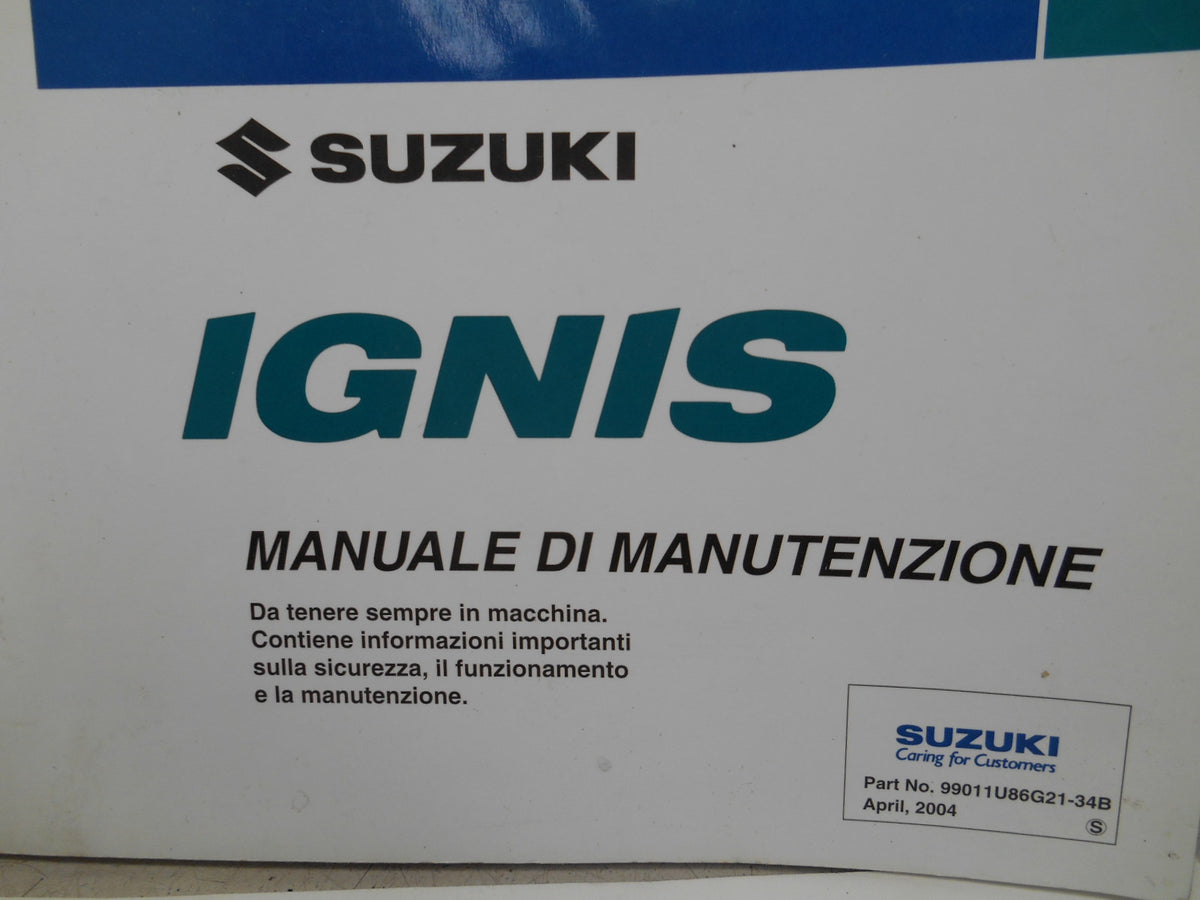 SUZUKI
IGNIS
MANUALE DI MANUTENZIONE
Da tenere sempre in macchina.
Contiene informazioni importanti
sulla sicurezza, il funzionamento
e la manutenzione.
SUZUKI
Caring for Customers
Part No. 99011U86G21-34B
April, 2004
S